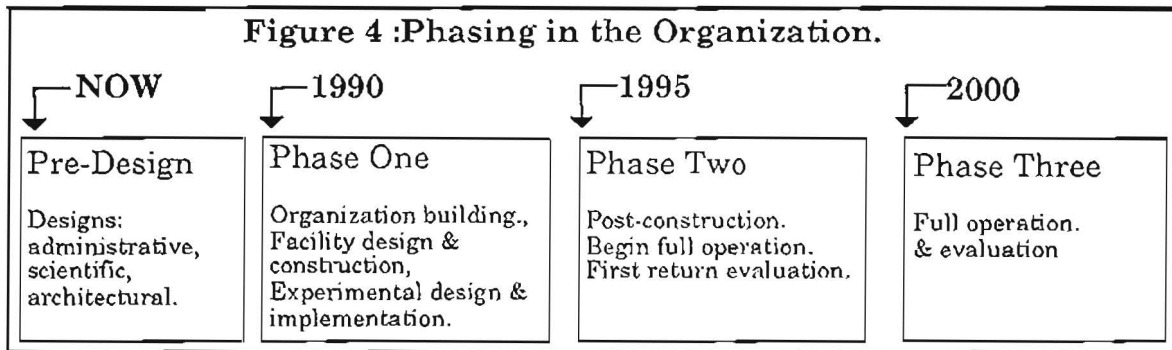 Figure 4 :Phasing in the Organization.
NOW
1990
1995
2000
Pre-Design
Designs:
administrative,
scientific,
architectural.
Phase One
Organization building.,
Facility design &
construction,
Experimental design &
implementation.
Phase Two
Post-construction.
Begin full operation.
First return evaluation.
Phase Three
Full operation.
& evaluation